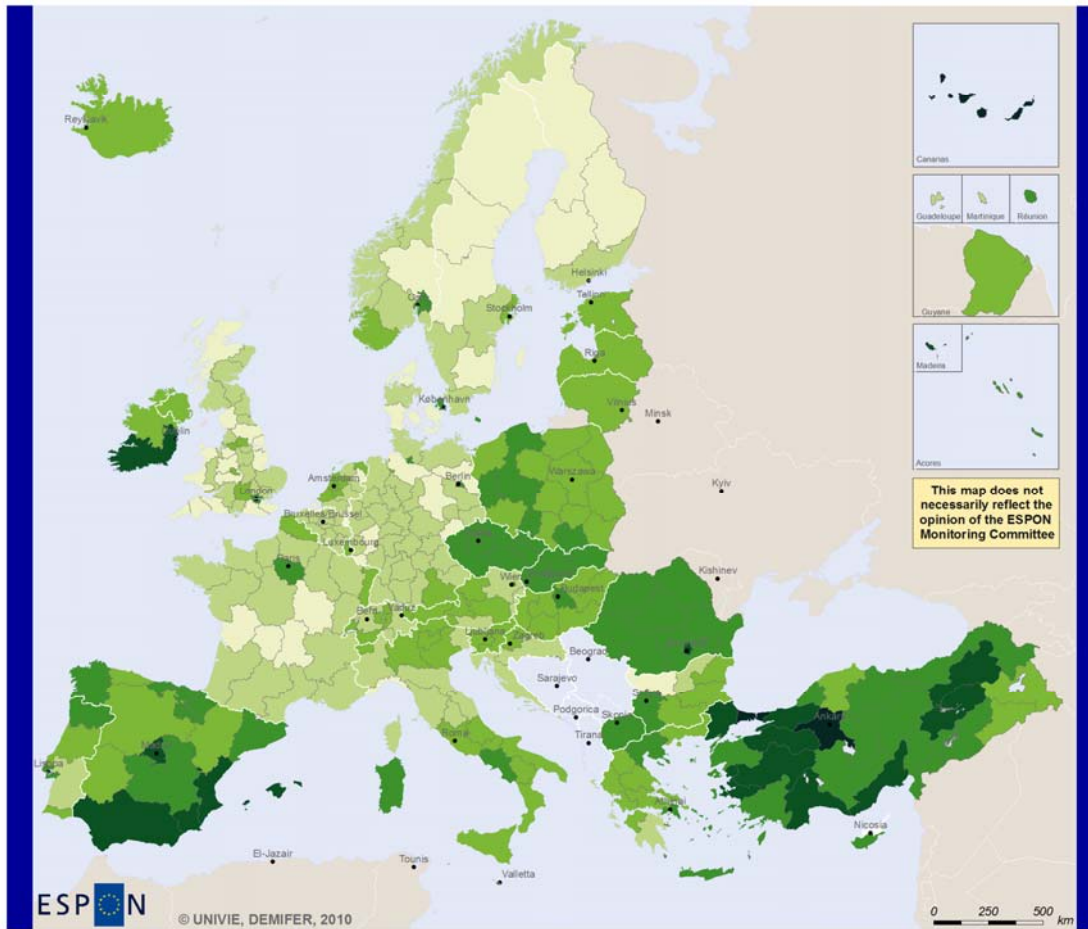 Reykjavik
Canarias
Guadeloupe
Martinique
Réunion
Guyane
Madeira
Acores
This map does not
necessarily reflect the
opinion of the ESPON
Monitoring Committee
Helsinki
Tallinn
Stockholm
Riga
København
Vilnius
Minsk
London
Amsterdam
Berlin
Warszawa
Kyiv
Bruxelles/Brussel
Luxembourg
Paris
Wien
Kishinev
Budapest
Bern
Vaduz
Ljubljana
Zagreb
Beograd
Sarajevo
Podgorica
Tirana
Roma
Lisboa
Nicosia
El-Jazair
Tounis
Valletta
ESPON
© UNIVIE, DEMIFER, 2010
0 250 500
km